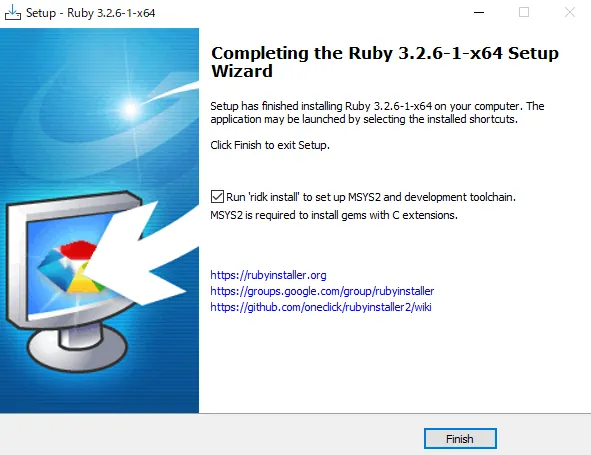 Setup - Ruby 3.2.6-1-x64
Completing the Ruby 3.2.6-1-x64 Setup
Wizard
Setup has finished installing Ruby 3.2.6-1-x64 on your computer. The
application may be launched by selecting the installed shortcuts.
Click Finish to exit Setup.
Run 'ridk install' to set up MSYS2 and development toolchain.
MSYS2 is required to install gems with C extensions.
https://rubyinstaller.org
https://groups.google.com/group/rubyinstaller
https://github.com/oneclick/rubyinstaller2/wiki
Finish